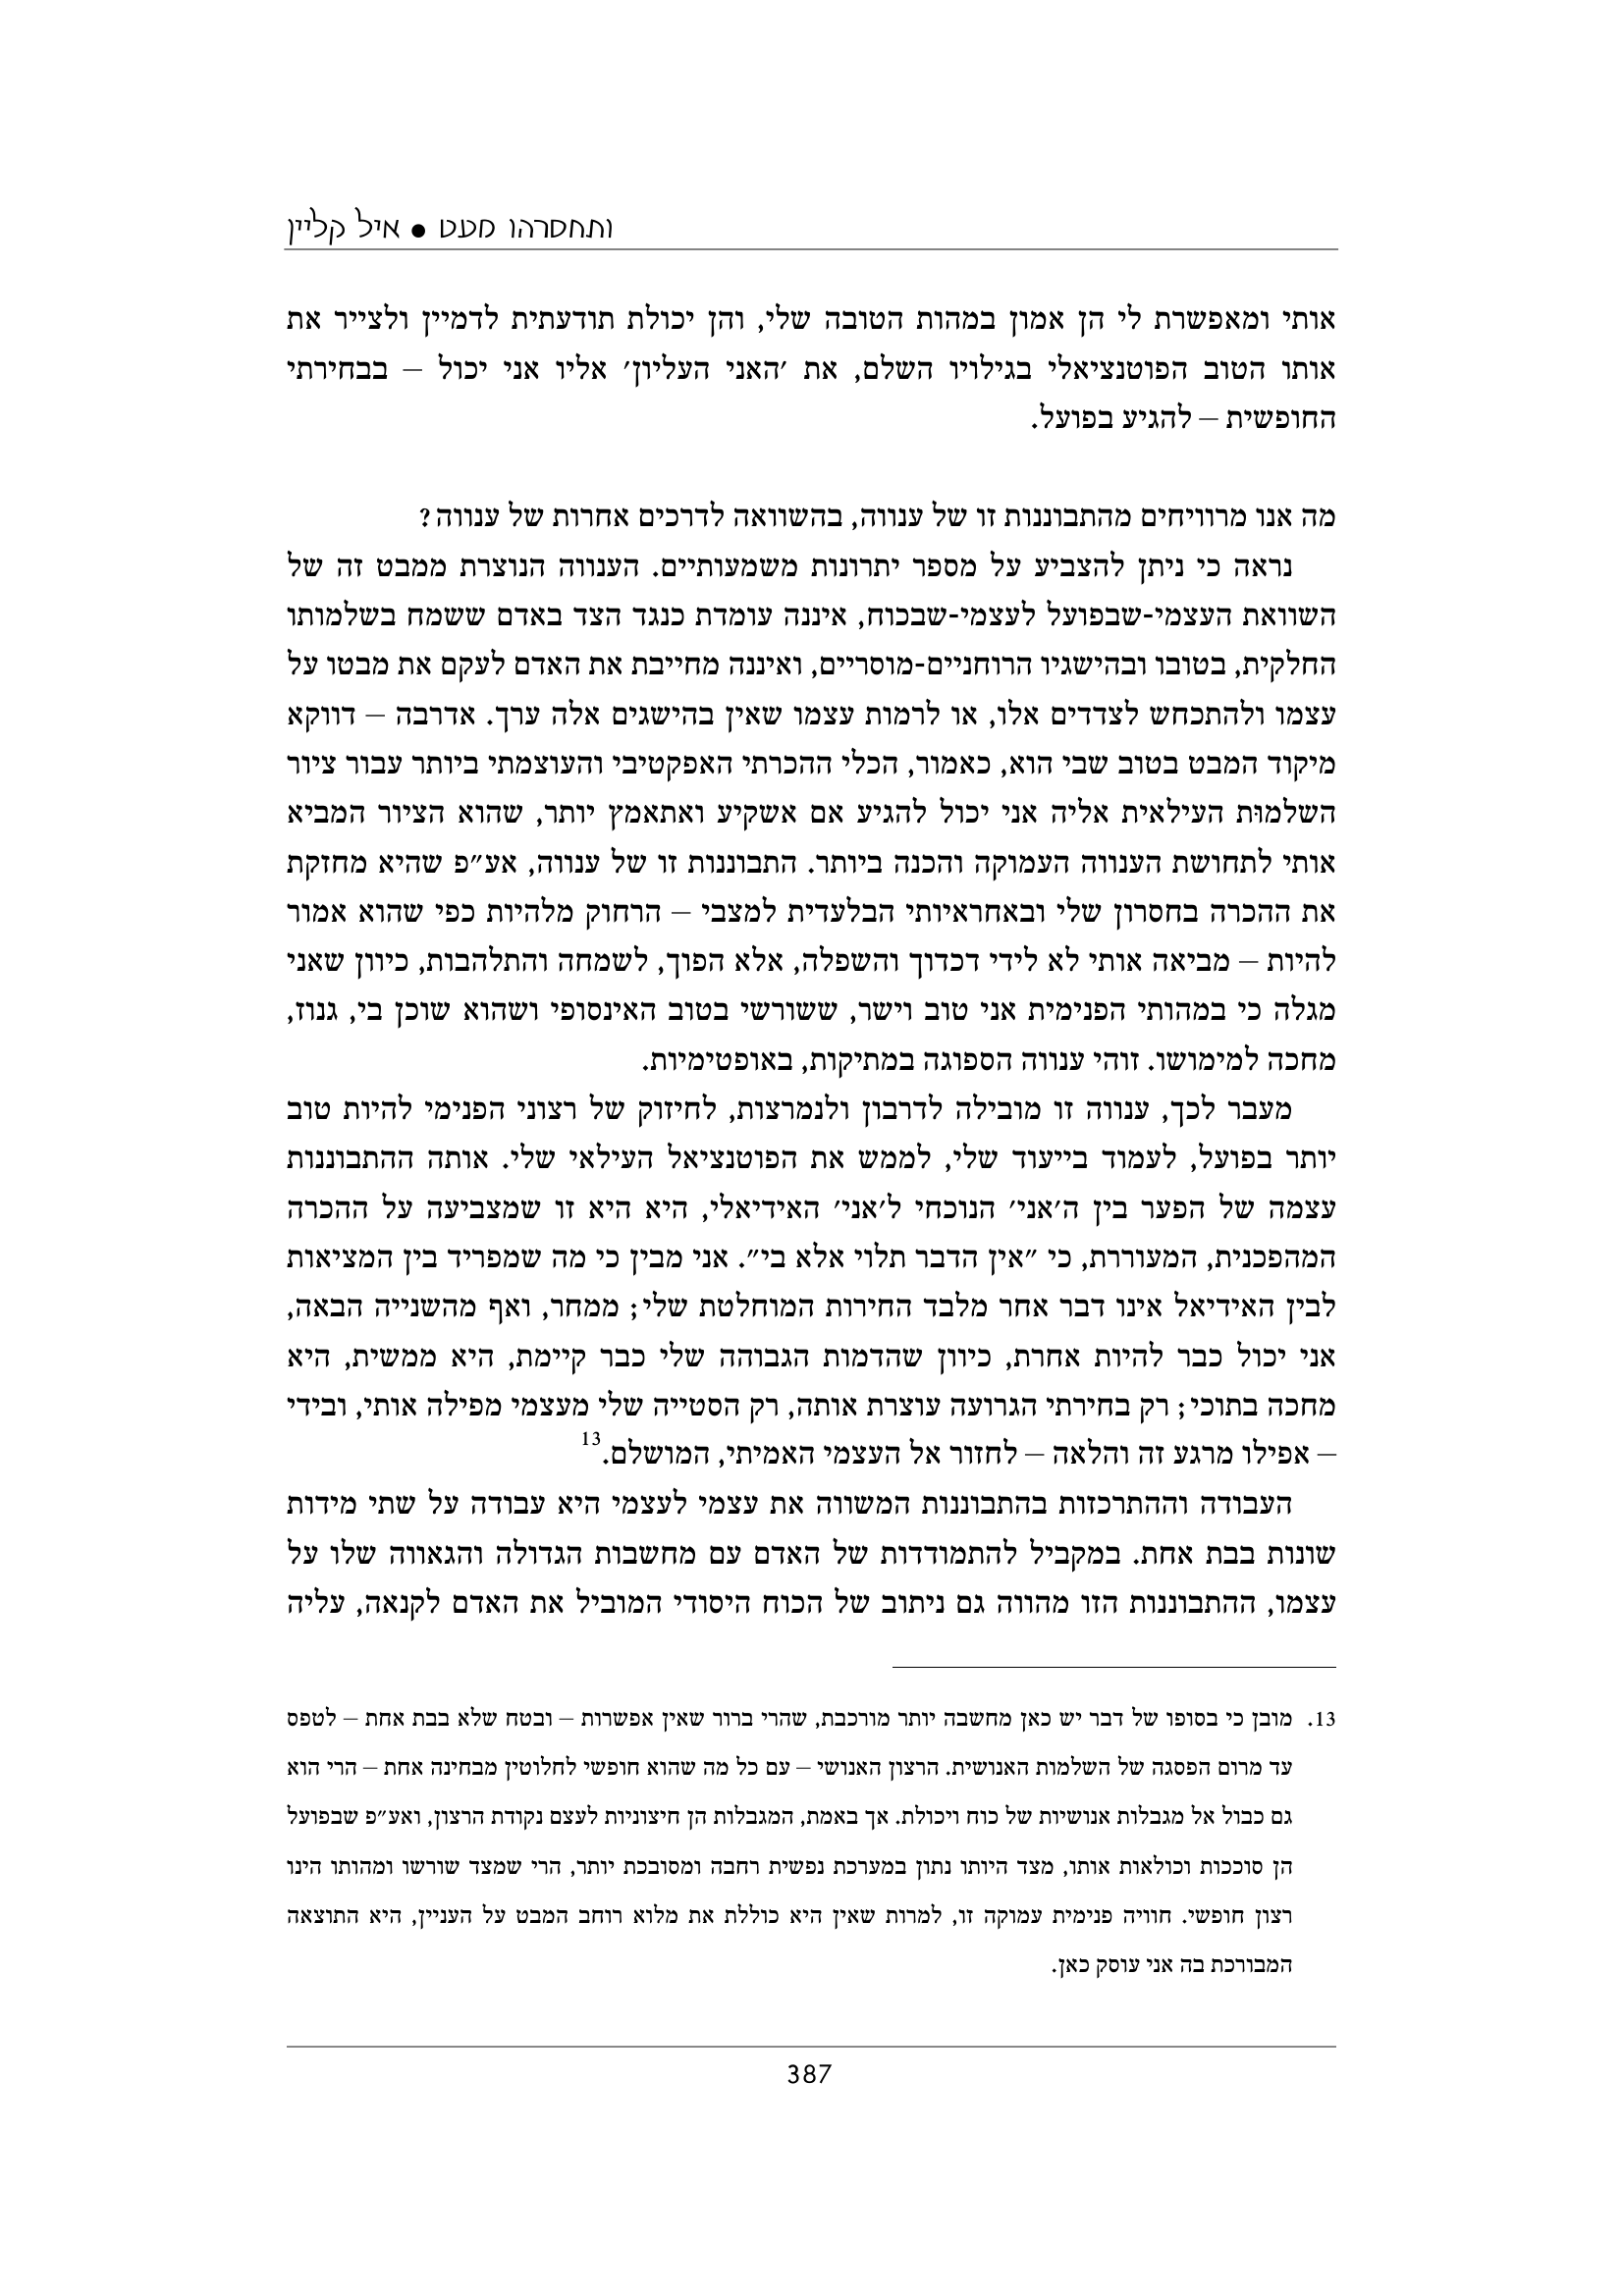 ותחסרהו מעט ● איל קליין
אותי ומאפשרת לי הן אמון במהות הטובה שלי, והן יכולת תודעתית לדמיין ולצייר את
אותו הטוב הפוטנציאלי בגילויו השלם, את ׳האני העליון׳ אליו אני יכול – בבחירתי
החופשית – להגיע בפועל.
מה אנו מרוויחים מהתבוננות זו של ענווה, בהשוואה לדרכים אחרות של ענווה?
נראה כי ניתן להצביע על מספר יתרונות משמעותיים. הענווה הנוצרת ממבט זה של
השוואת העצמי-שבפועל לעצמי-שבכוח, איננה עומדת כנגד הצד באדם ששמח בשלמותו
החלקית, בטובו ובהישגיו הרוחניים-מוסריים, ואיננה מחייבת את האדם לעקם את מבטו על
עצמו ולהתכחש לצדדים אלו, או לרמות עצמו שאין בהישגים אלה ערך. אדרבה – דווקא
מיקוד המבט בטוב שבי הוא, כאמור, הכלי ההכרתי האפקטיבי והעוצמתי ביותר עבור ציור
השלמוּת העילאית אליה אני יכול להגיע אם אשקיע ואתאמץ יותר, שהוא הציור המביא
אותי לתחושת הענווה העמוקה והכנה ביותר. התבוננות זו של ענווה, אע״פ שהיא מחזקת
את ההכרה בחסרון שלי ובאחראיותי הבלעדית למצבי – הרחוק מלהיות כפי שהוא אמור
להיות – מביאה אותי לא לידי דכדוך והשפלה, אלא הפוך, לשמחה והתלהבות, כיוון שאני
מגלה כי במהותי הפנימית אני טוב וישר, ששורשי בטוב האינסופי ושהוא שוכן בי, גנוז,
מחכה למימושו. זוהי ענווה הספוגה במתיקות, באופטימיות.
מעבר לכך, ענווה זו מובילה לדרבון ולנמרצות, לחיזוק של רצוני הפנימי להיות טוב
יותר בפועל, לעמוד בייעוד שלי, לממש את הפוטנציאל העילאי שלי. אותה ההתבוננות
עצמה של הפער בין ה׳אני׳ הנוכחי ל׳אני׳ האידיאלי, היא היא זו שמצביעה על ההכרה
המהפכנית, המעוררת, כי ״אין הדבר תלוי אלא בי״. אני מבין כי מה שמפריד בין המציאות
לבין האידיאל אינו דבר אחר מלבד החירות המוחלטת שלי; ממחר, ואף מהשנייה הבאה,
אני יכול כבר להיות אחרת, כיוון שהדמות הגבוהה שלי כבר קיימת, היא ממשית, היא
מחכה בתוכי; רק בחירתי הגרועה עוצרת אותה, רק הסטייה שלי מעצמי מפילה אותי, ובידי
– אפילו מרגע זה והלאה – לחזור אל העצמי האמיתי, המושלם.13
העבודה וההתרכזות בהתבוננות המשווה את עצמי לעצמי היא עבודה על שתי מידות
שונות בבת אחת. במקביל להתמודדות של האדם עם מחשבות הגדולה והגאווה שלו על
עצמו, ההתבוננות הזו מהווה גם ניתוב של הכוח היסודי המוביל את האדם לקנאה, עליה
13. מובן כי בסופו של דבר יש כאן מחשבה יותר מורכבת, שהרי ברור שאין אפשרות – ובטח שלא בבת אחת – לטפס
עד מרום הפסגה של השלמות האנושית. הרצון האנושי – עם כל מה שהוא חופשי לחלוטין מבחינה אחת – הרי הוא
גם כבול אל מגבלות אנושיות של כוח ויכולת. אך באמת, המגבלות הן חיצוניות לעצם נקודת הרצון, ואע״פ שבפועל
הן סוככות וכולאות אותו, מצד היותו נתון במערכת נפשית רחבה ומסובכת יותר, הרי שמצד שורשו ומהותו הינו
רצון חופשי. חוויה פנימית עמוקה זו, למרות שאין היא כוללת את מלוא רוחב המבט על העניין, היא התוצאה
המבורכת בה אני עוסק כאן.
387